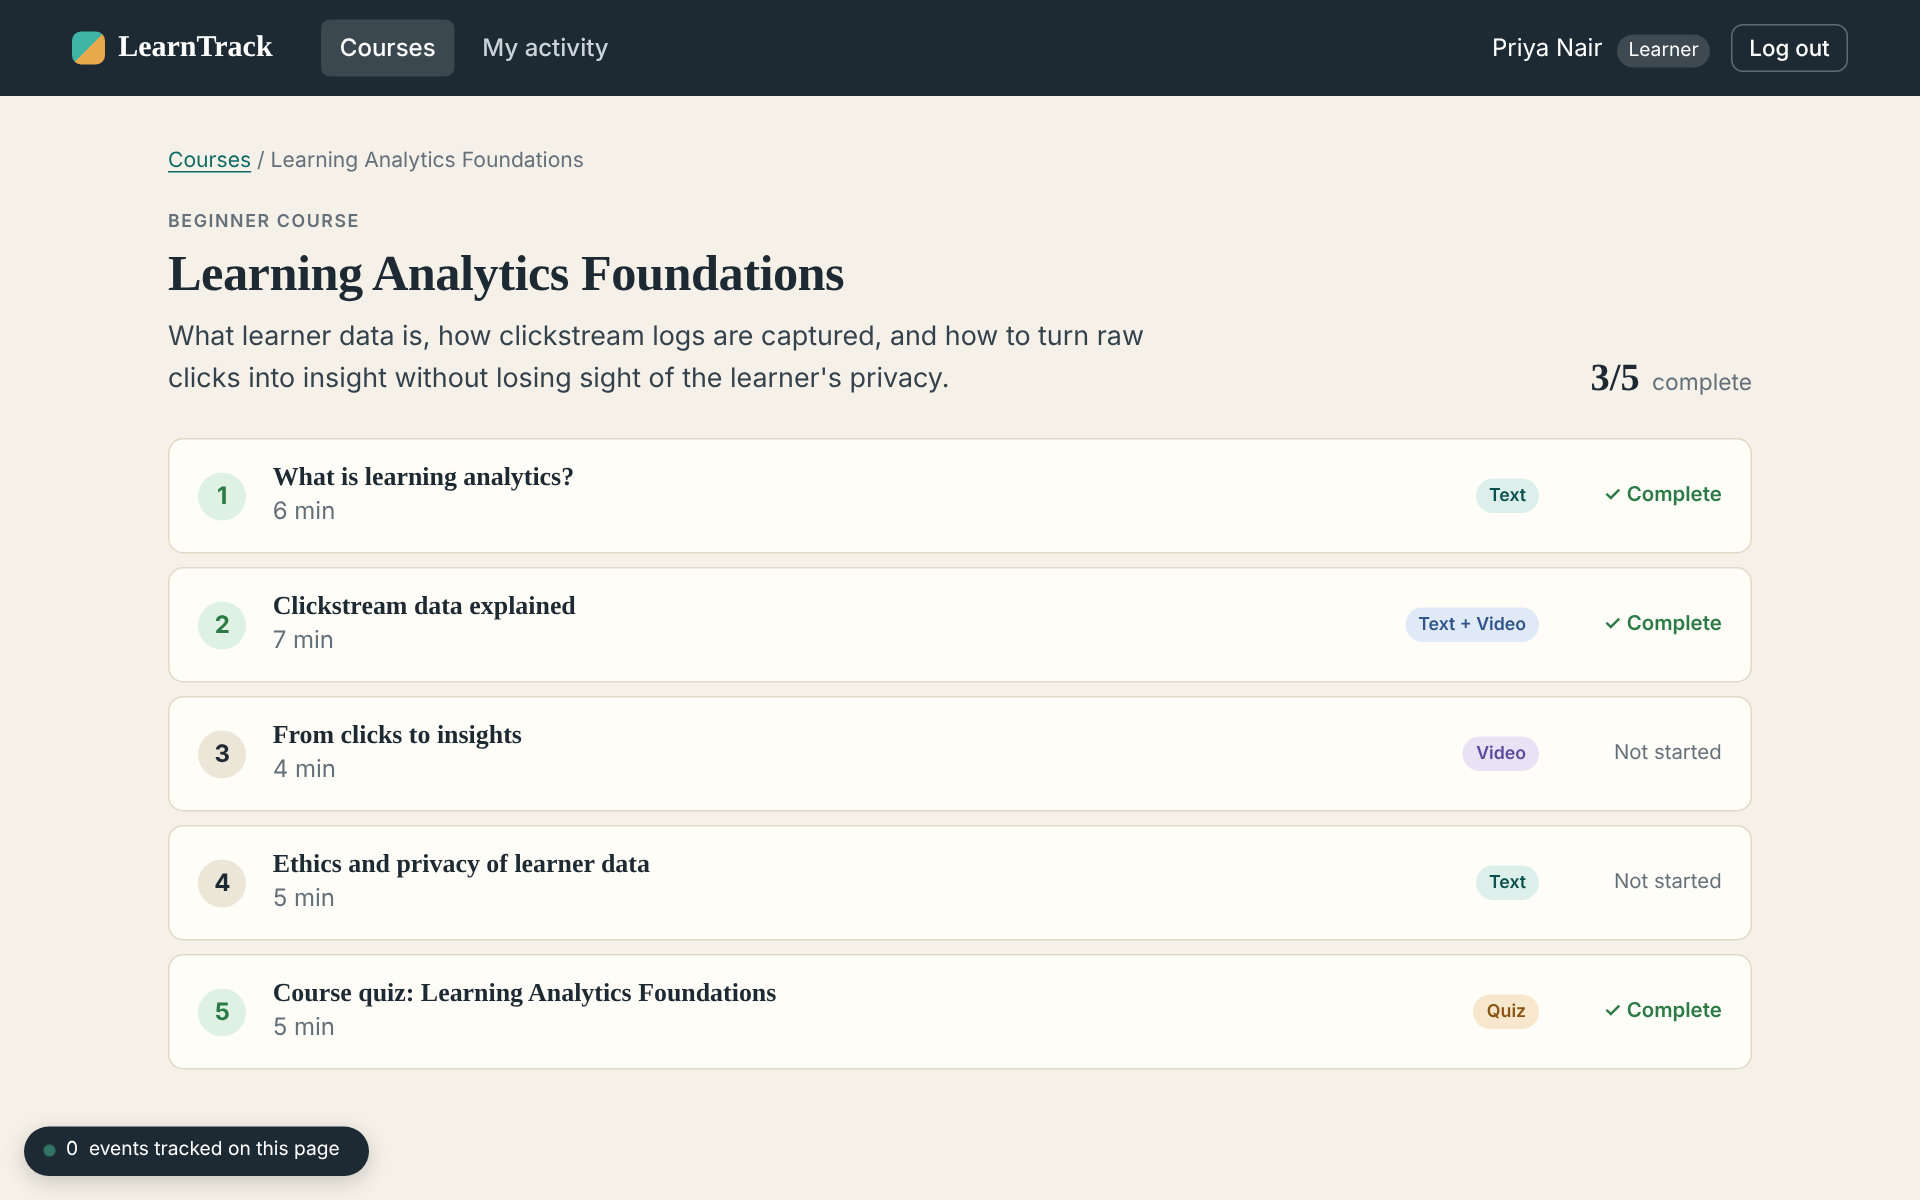 LearnTrack
Courses
My activity
Priya Nair
Learner
Log out
Courses / Learning Analytics Foundations
BEGINNER COURSE
Learning Analytics Foundations
What learner data is, how clickstream logs are captured, and how to turn raw
clicks into insight without losing sight of the learner's privacy.
3/5 complete
1
What is learning analytics?
6 min
Text
✓ Complete
2
Clickstream data explained
7 min
Text + Video
✓ Complete
3
From clicks to insights
4 min
Video
Not started
4
Ethics and privacy of learner data
5 min
Text
Not started
5
Course quiz: Learning Analytics Foundations
5 min
Quiz
✓ Complete
0 events tracked on this page